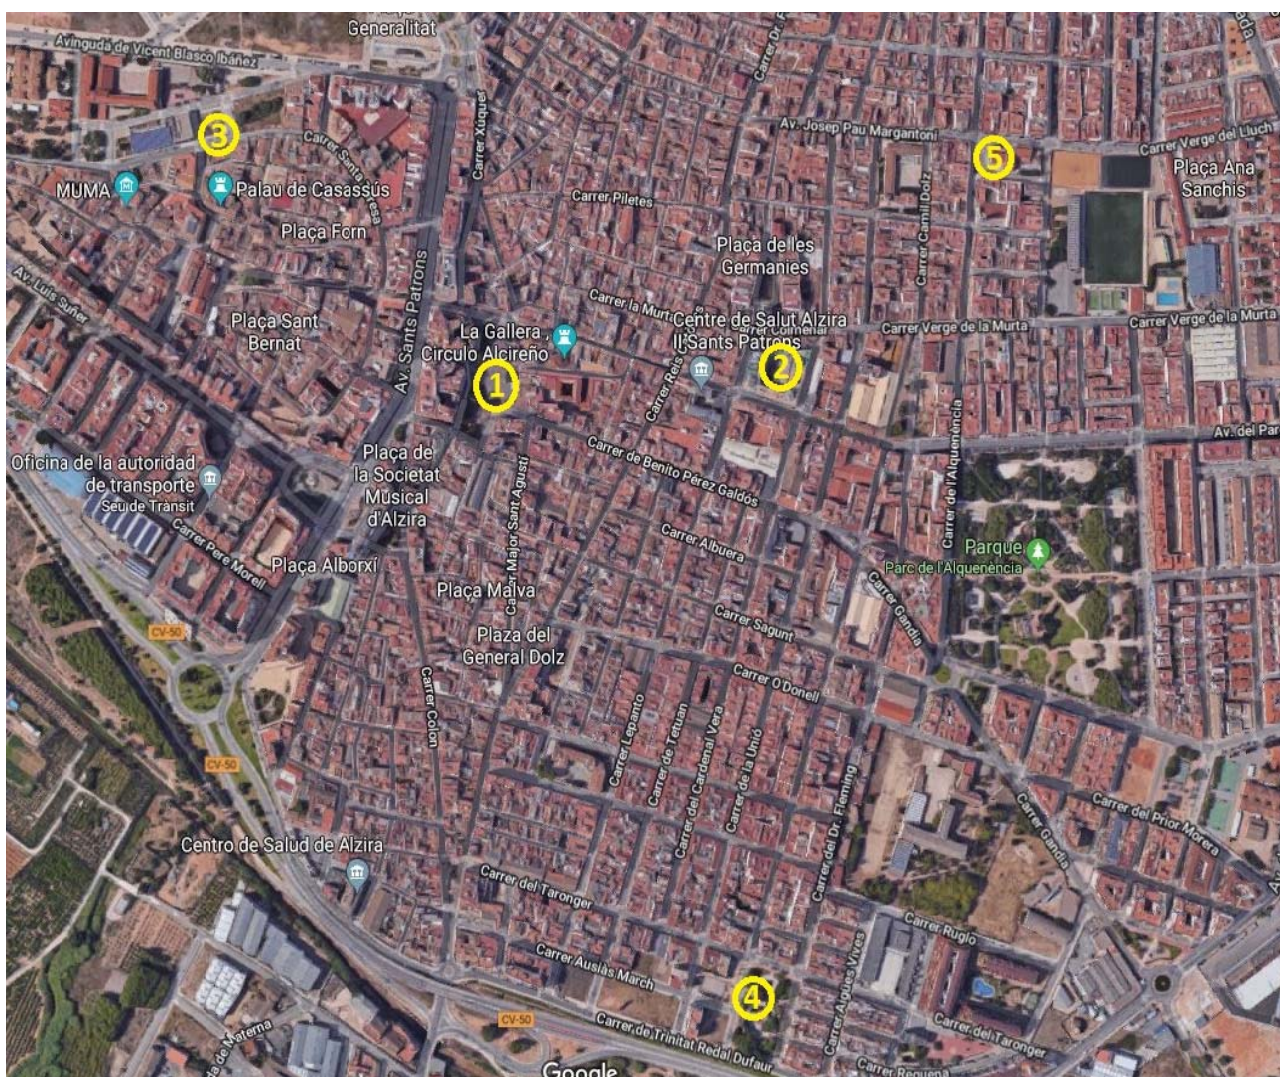 Generalitat
Avinguda de Vicent Blasco Ibáñez
Carrer Dr. F
Carrer Xuquer
3
Av. Josep Pau Margantoni
Carrer Verge del Lluch
5
Carrer Santa Teresa
MUMA
Palau de Casassús
Plaça Ana
Sanchis
Carrer Piletes
Carrer Camil Dolz
Plaça Forn
Plaça de les
Germanies
Av. Luis Suñer
Av. Sants Patrons
Carrer la Murta
Plaça Sant
Bernat
La Gallera ,
Circulo Alcireño
Centre de Salut Alzira
II Sants Patrons
Carrer Colmenar
Carrer Verge de la Murta
Carrer Verge de la Murta
1
2
Carrer Reis C
Carrer de l'Alquenència
Av. del Par
Carrer de Benito Pérez Galdós
Oficina de la autoridad
de transporte
Seu de Trànsit
Plaça de
la Societat
Musical
d'Alzira
Carrer Major Sant Agustí
Carrer Pere Morell
Carrer Albuera
Parque
Parc de l'Alquenència
Plaça Alborxí
Plaça Malva
Carrer Gandia
Carrer Sagunt
CV-50
Plaza del
General Dolz
Carrer O'Donell
Carrer Colon
Carrer Lepanto
Carrer de Tetuan
Carrer del Cardenal Vera
Carrer de la Unió
Carrer del Dr. Fleming
CV-50
Carrer Gandia
Carrer del Prior Morera
Centro de Salud de Alzira
Carrer del Taronger
Carrer Ruglo
Carrer Ausiàs March
Carrer Aigues Vives
4
CV-50
Carrer de Trinitat Redal Dufaur
Carrer del Taronger
da de Materna
Google
Carrer Requena